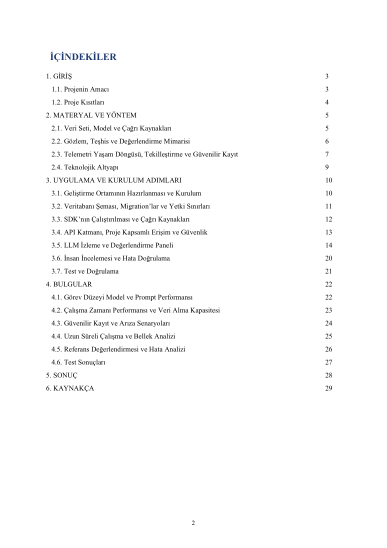 İÇİNDEKİLER
1. GİRİŞ 3
1.1. Projenin Amacı 3
1.2. Proje Kısıtları 4
2. MATERYAL VE YÖNTEM 5
2.1. Veri Seti, Model ve Çağrı Kaynakları 5
2.2. Gözlem, Teşhis ve Değerlendirme Mimarisi 6
2.3. Telemetri Yaşam Döngüsü, Tekilleştirme ve Güvenilir Kayıt 7
2.4. Teknolojik Altyapı 9
3. UYGULAMA VE KURULUM ADIMLARI 10
3.1. Geliştirme Ortamının Hazırlanması ve Kurulum 10
3.2. Veritabanı Şeması, Migration’lar ve Yetki Sınırları 11
3.3. SDK’nın Çalıştırılması ve Çağrı Kaynakları 12
3.4. API Katmanı, Proje Kapsamlı Erişim ve Güvenlik 13
3.5. LLM İzleme ve Değerlendirme Paneli 14
3.6. İnsan İncelemesi ve Hata Doğrulama 20
3.7. Test ve Doğrulama 21
4. BULGULAR 22
4.1. Görev Düzeyi Model ve Prompt Performansı 22
4.2. Çalışma Zamanı Performansı ve Veri Alma Kapasitesi 23
4.3. Güvenilir Kayıt ve Arıza Senaryoları 24
4.4. Uzun Süreli Çalışma ve Bellek Analizi 25
4.5. Referans Değerlendirmesi ve Hata Analizi 26
4.6. Test Sonuçları 27
5. SONUÇ 28
6. KAYNAKÇA 29
2